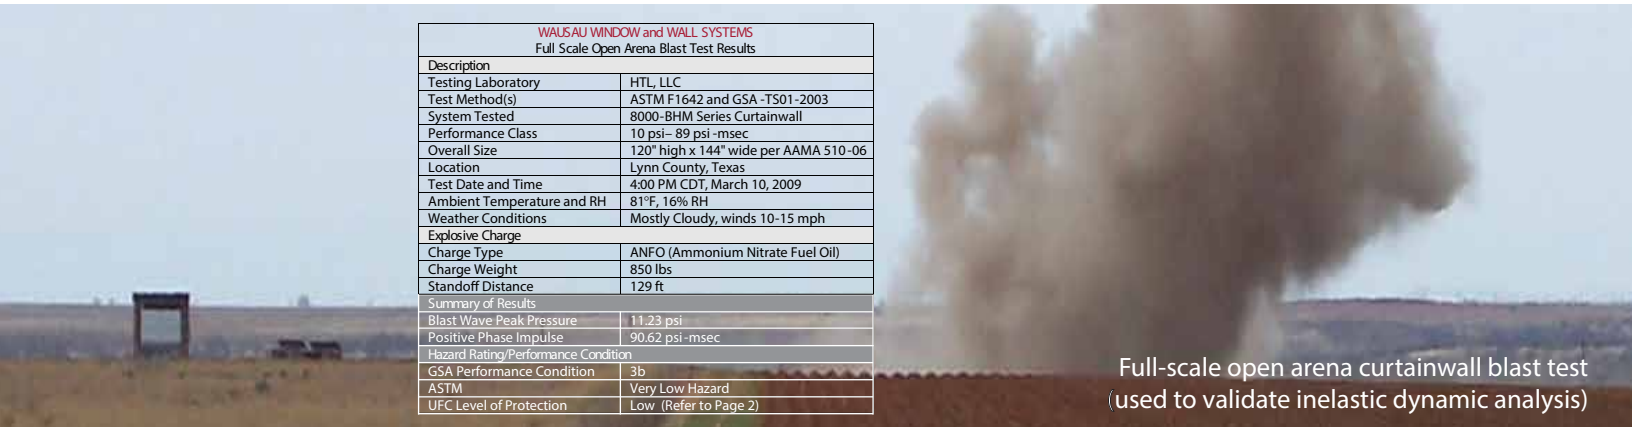 WAUSAU WINDOW and WALL SYSTEMS
Full Scale Open Arena Blast Test Results
Description
Testing Laboratory HTL, LLC
Test Method(s) ASTM F1642 and GSA -TS01-2003
System Tested 8000-BHM Series Curtainwall
Performance Class 10 psi– 89 psi -msec
Overall Size 120" high x 144" wide per AAMA 510-06
Location Lynn County, Texas
Test Date and Time 4:00 PM CDT, March 10, 2009
Ambient Temperature and RH 81°F, 16% RH
Weather Conditions Mostly Cloudy, winds 10-15 mph
Explosive Charge
Charge Type ANFO (Ammonium Nitrate Fuel Oil)
Charge Weight 850 lbs
Standoff Distance 129 ft
Summary of Results
Blast Wave Peak Pressure 11.23 psi
Positive Phase Impulse 90.62 psi-msec
Hazard Rating/Performance Condition
GSA Performance Condition 3b
ASTM Very Low Hazard
UFC Level of Protection Low (Refer to Page 2)
Full-scale open arena curtainwall blast test
(used to validate inelastic dynamic analysis)